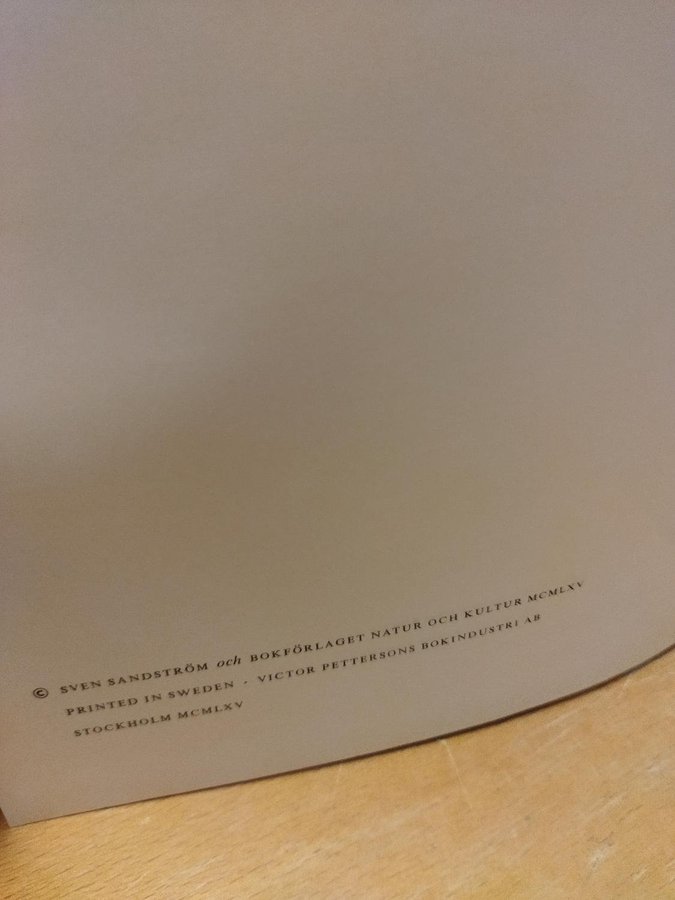 © SVEN SANDSTRÖM och BOKFÖRLAGET NATUR OCH KULTUR MCMLXV
PRINTED IN SWEDEN · VICTOR PETTERSONS BOKINDUSTRI AB
STOCKHOLM MCMLXV